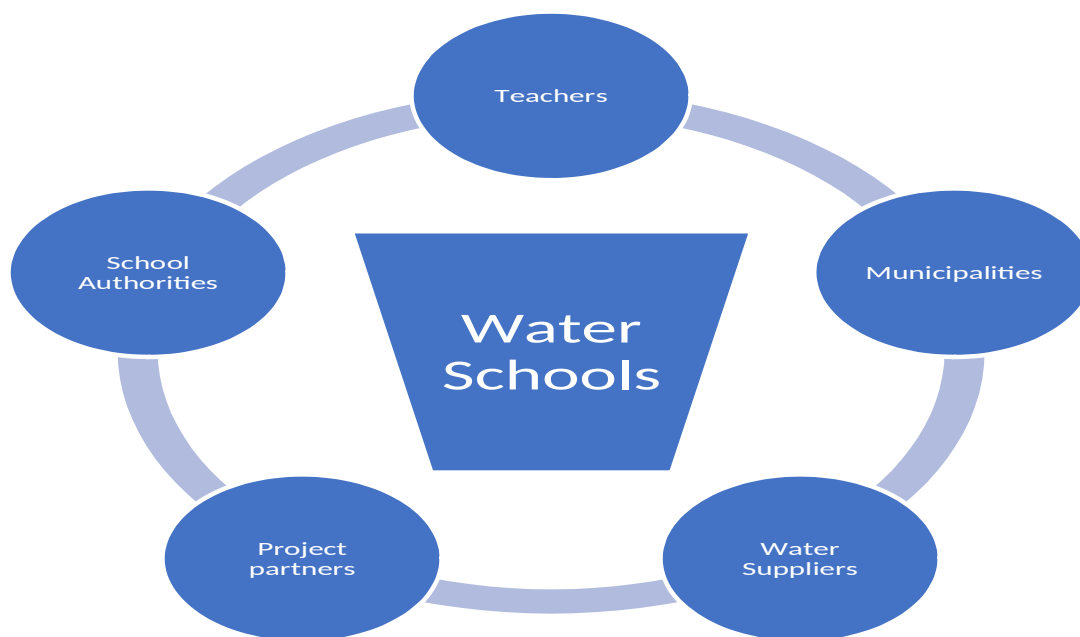 Teachers
School
Authorities
Municipalities
Water
Schools
Project
partners
Water
Suppliers